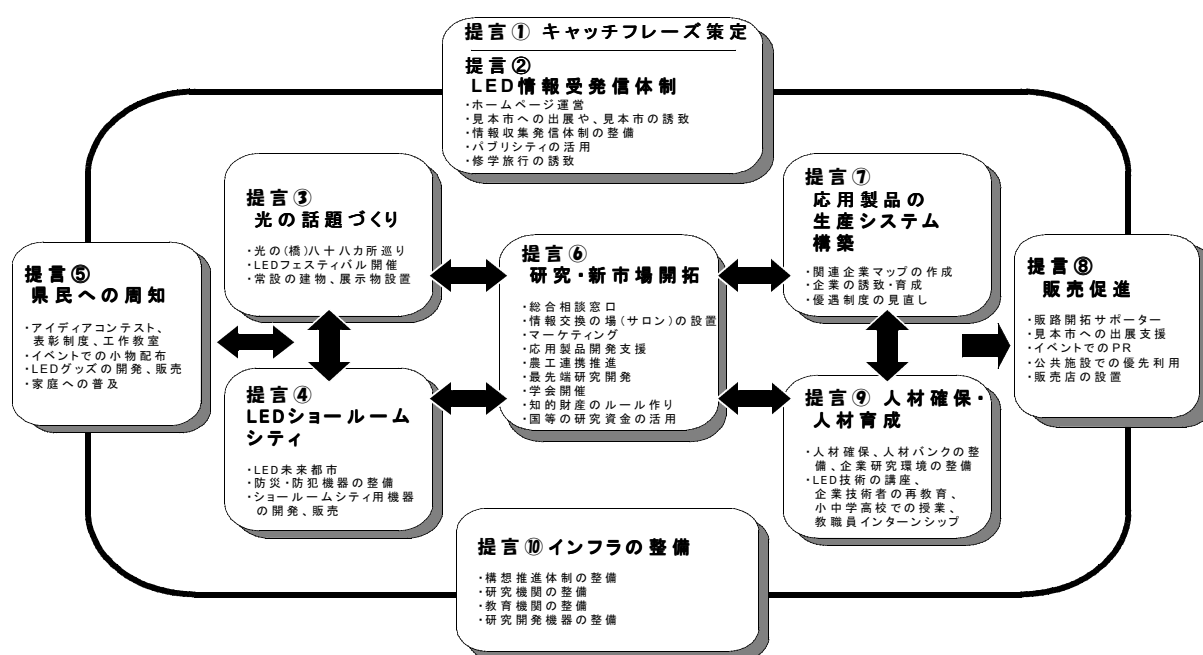 提言① キャッチフレーズ策定
提言②
LED情報受発信体制
・ホームページ運営
・見本市への出展や、見本市の誘致
・情報収集発信体制の整備
・パブリシティの活用
・修学旅行の誘致
提言③
光の話題づくり
・光の(橋)八十八カ所巡り
・LEDフェスティバル開催
・常設の建物、展示物設置
提言⑦
応用製品の
生産システム
構築
・関連企業マップの作成
・企業の誘致・育成
・優遇制度の見直し
提言⑤
県民への周知
・アイディアコンテスト、
表彰制度、工作教室
・イベントでの小物配布
・LEDグッズの開発、販売
・家庭への普及
提言⑥
研究・新市場開拓
・総合相談窓口
・情報交換の場(サロン)の設置
・マーケティング
・応用製品開発支援
・農工連携推進
・最先端研究開発
・学会開催
・知的財産のルール作り
・国等の研究資金の活用
提言⑧
販売促進
・販路開拓サポーター
・見本市への出展支援
・イベントでのPR
・公共施設での優先利用
・販売店の設置
提言④
LEDショールーム
シティ
・LED未来都市
・防災・防犯機器の整備
・ショールームシティ用機器
の開発、販売
提言⑨ 人材確保・
人材育成
・人材確保、人材バンクの整
備、企業研究環境の整備
・LED技術の講座、
企業技術者の再教育、
小中学高校での授業、
教職員インターンシップ
提言⑩インフラの整備
・構想推進体制の整備
・研究機関の整備
・教育機関の整備
・研究開発機器の整備